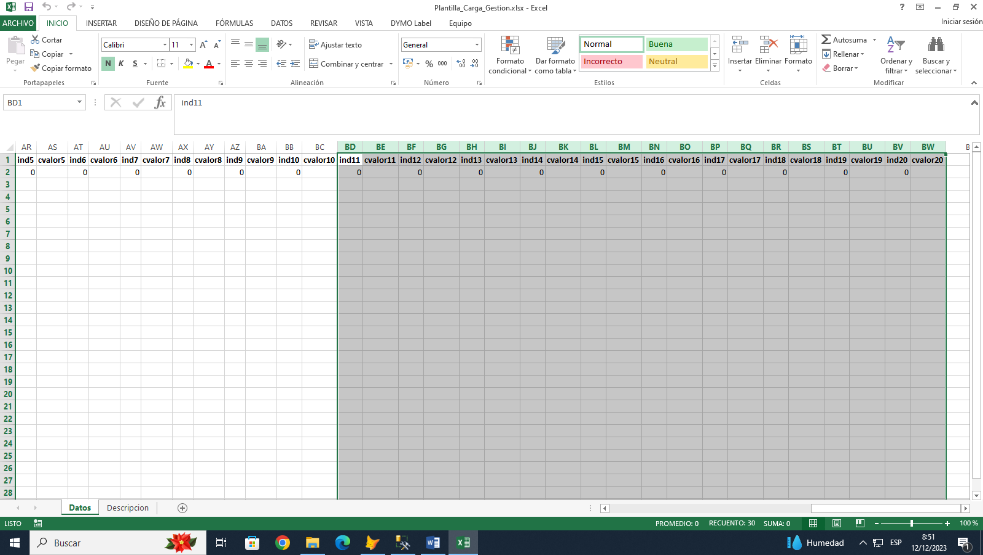 Plantilla_Carga_Gestion.xlsx - Excel
ARCHIVO INICIO INSERTAR DISEÑO DE PÁGINA FÓRMULAS DATOS REVISAR VISTA DYMO Label Equipo Iniciar sesión
Pegar
Cortar
Copiar
Copiar formato
Portapapeles
Calibri 11
N K S
Fuente
Ajustar texto
Combinar y centrar
Alineación
General
% 000
Número
Formato condicional
Dar formato como tabla
Normal Buena
Incorrecto Neutral
Estilos
Insertar Eliminar Formato
Celdas
Autosuma
Rellenar
Borrar
Ordenar y filtrar
Buscar y seleccionar
Modificar
BD1 fx ind11
AR AS AT AU AV AW AX AY AZ BA BB BC BD BE BF BG BH BI BJ BK BL BM BN BO BP BQ BR BS BT BU BV BW
1 ind5 cvalor5 ind6 cvalor6 ind7 cvalor7 ind8 cvalor8 ind9 cvalor9 ind10 cvalor10 ind11 cvalor11 ind12 cvalor12 ind13 cvalor13 ind14 cvalor14 ind15 cvalor15 ind16 cvalor16 ind17 cvalor17 ind18 cvalor18 ind19 cvalor19 ind20 cvalor20
2 0 0 0 0 0 0 0 0 0 0 0 0 0 0 0 0
3
4
5
6
7
8
9
10
11
12
13
14
15
16
17
18
19
20
21
22
23
24
25
26
27
28
Datos Descripcion
LISTO PROMEDIO: 0 RECUENTO: 30 SUMA: 0 100 %
Buscar Humedad ESP 8:51
12/12/2023